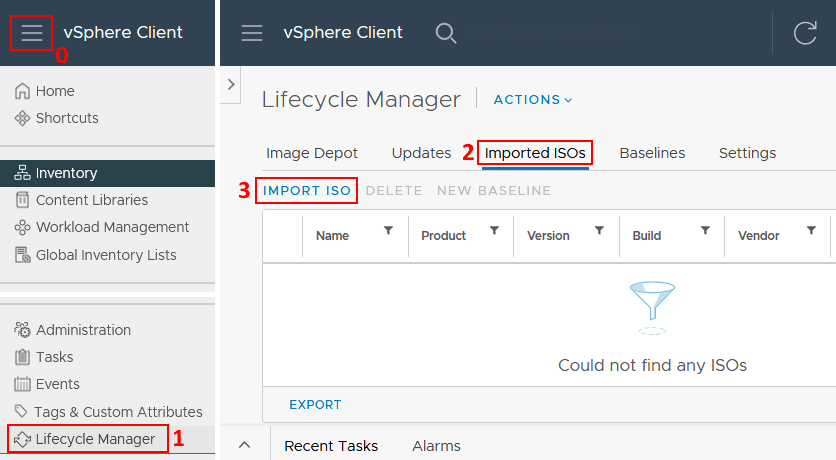 vSphere Client
0
Home
Shortcuts
Inventory
Content Libraries
Workload Management
Global Inventory Lists
Administration
Tasks
Events
Tags & Custom Attributes
Lifecycle Manager 1
vSphere Client
Lifecycle Manager ACTIONS
Image Depot Updates 2 Imported ISOs Baselines Settings
3 IMPORT ISO DELETE NEW BASELINE
Name Product Version Build Vendor
Could not find any ISOs
EXPORT
Recent Tasks Alarms